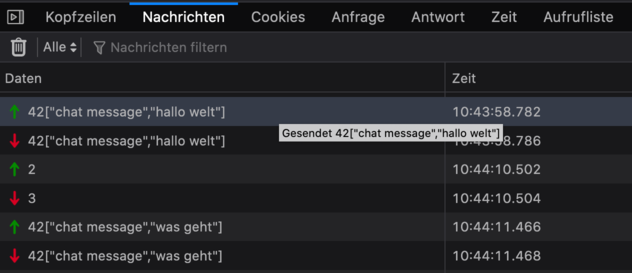 Kopfzeilen Nachrichten Cookies Anfrage Antwort Zeit Aufrufliste
Alle Nachrichten filtern
Daten Zeit
42["chat message","hallo welt"] 10:43:58.782
Gesendet 42["chat message","hallo welt"]
42["chat message","hallo welt"] 10:43:58.786
2 10:44:10.502
3 10:44:10.504
42["chat message","was geht"] 10:44:11.466
42["chat message","was geht"] 10:44:11.468